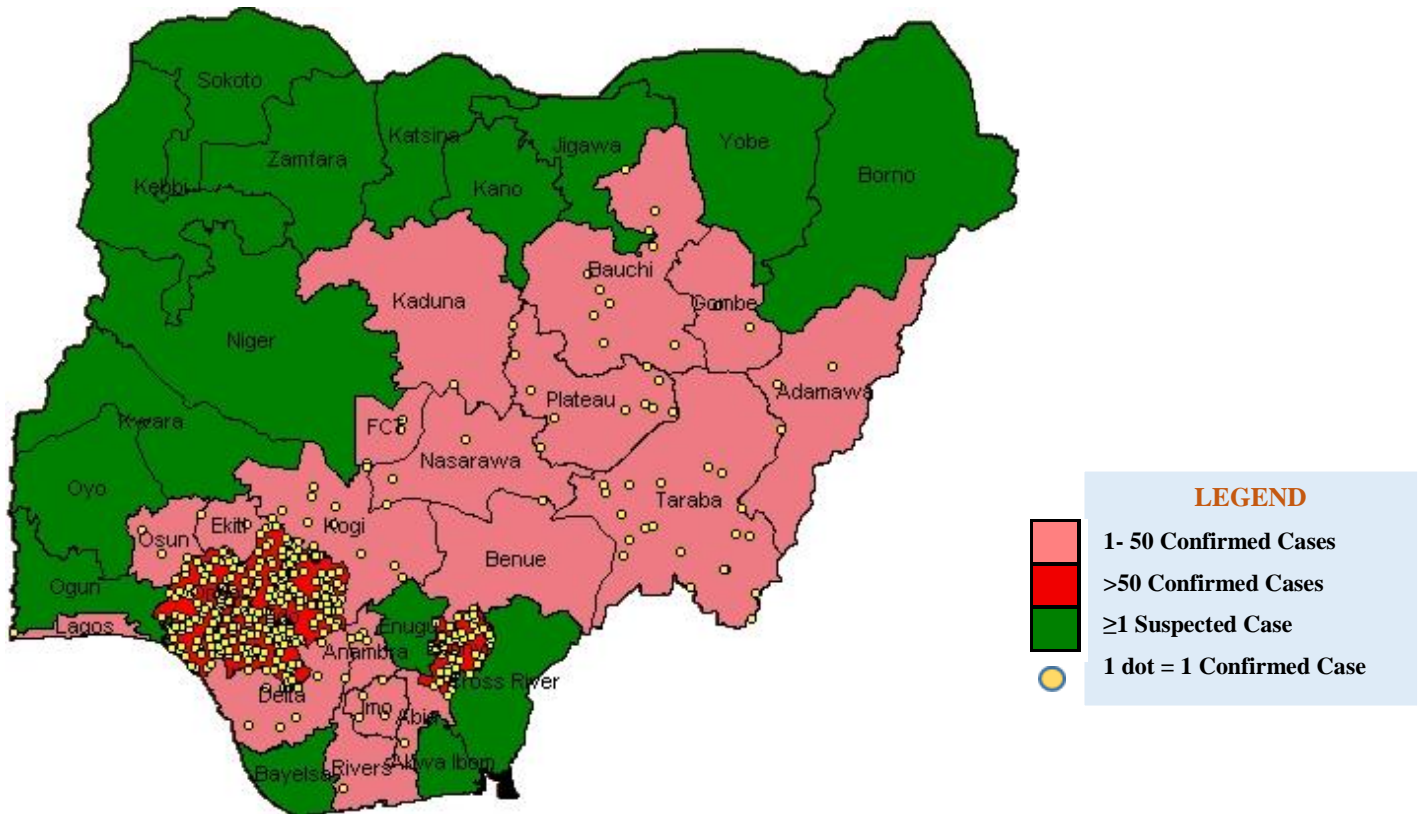 Sokoto
Katsina
Jigawa
Yobe
Zamfara
Kebbi
Kano
Borno
Bauchi
Kaduna
Gombe
Niger
Adamawa
Plateau
Kwara
FCT
Nasarawa
Oyo
Taraba
Ekiti
Kogi
Osun
Benue
Ogun
Lagos
Enugu
Anambra
Cross River
Delta
Imo
Abia
Bayelsa
Rivers
Akwa Ibom
LEGEND
1- 50 Confirmed Cases
>50 Confirmed Cases
≥1 Suspected Case
1 dot = 1 Confirmed Case